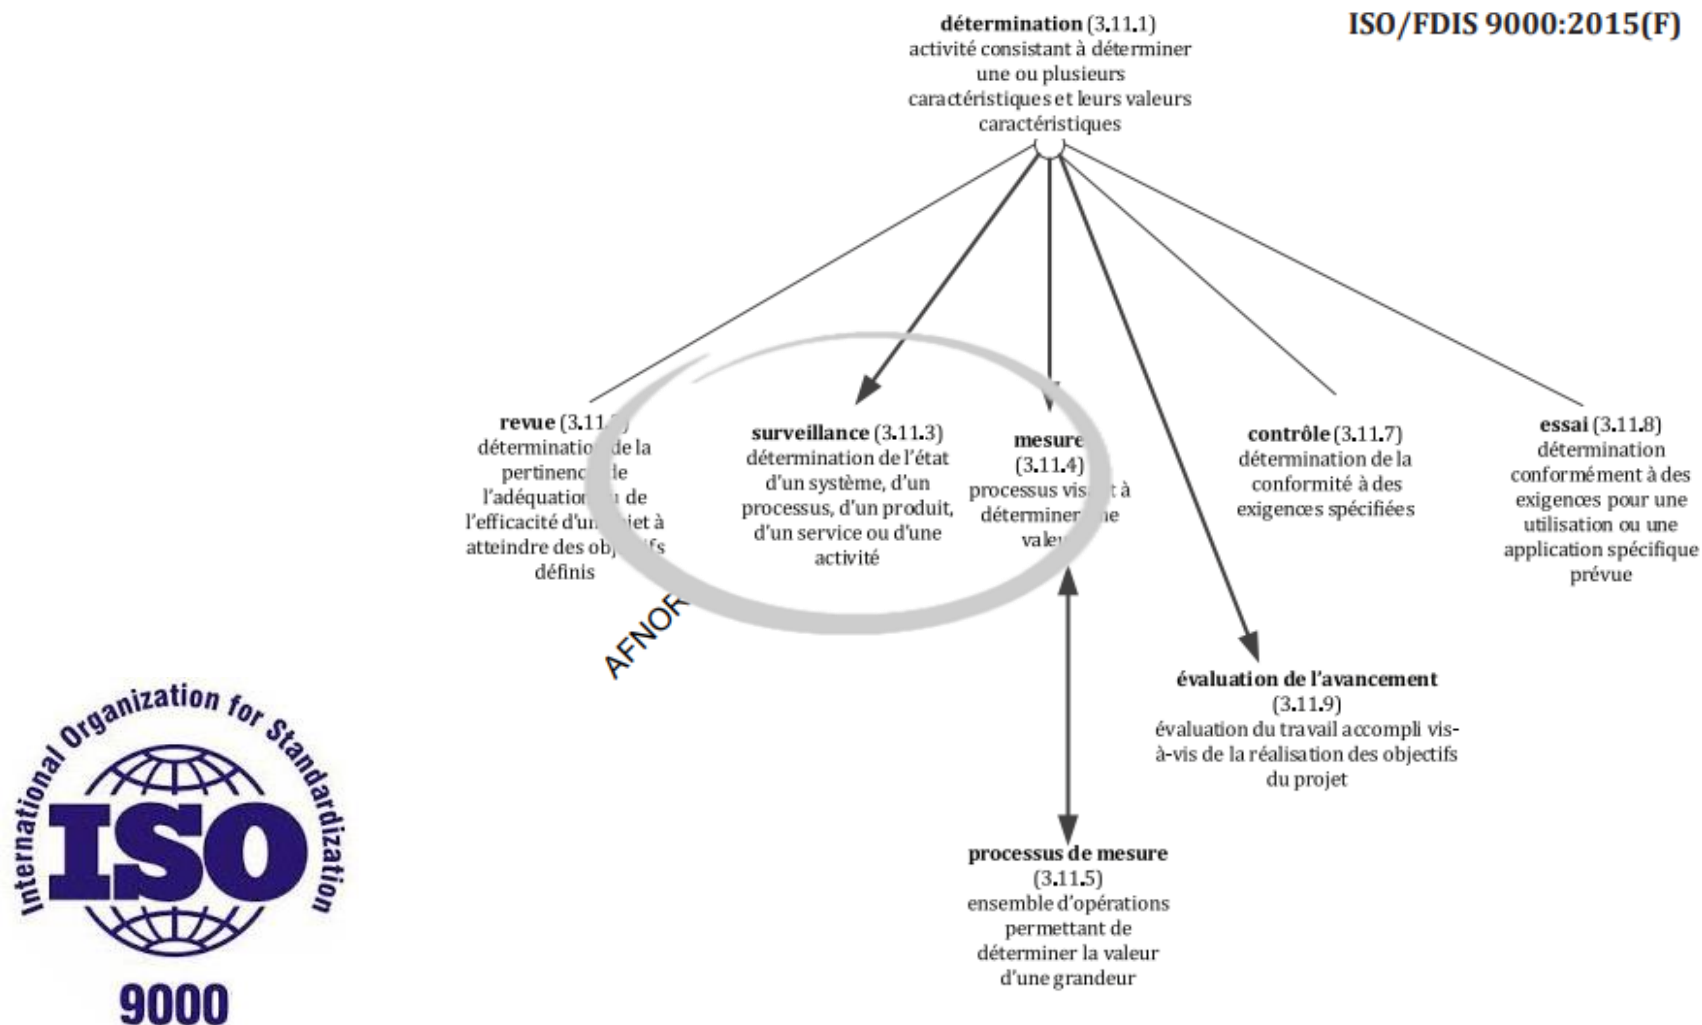 ISO/FDIS 9000:2015(F)
détermination (3.11.1)
activité consistant à déterminer
une ou plusieurs
caractéristiques et leurs valeurs
caractéristiques
revue (3.11.
détermination de la
pertinence de
l'adéquation de
l'efficacité d'un à
atteindre des
définis
surveillance (3.11.3)
détermination de l'état
d'un système, d'un
processus, d'un produit,
d'un service ou d'une
activité
mesure
(3.11.4)
processus à
déterminer
valeur
contrôle (3.11.7)
détermination de la
conformité à des
exigences spécifiées
essai (3.11.8)
détermination
conformément à des
exigences pour une
utilisation ou une
application spécifique
prévue
AFNOR
évaluation de l'avancement
(3.11.9)
évaluation du travail accompli vis-
à-vis de la réalisation des objectifs
du projet
processus de mesure
(3.11.5)
ensemble d'opérations
permettant de
déterminer la valeur
d'une grandeur
International Organization for Standardization
ISO
9000